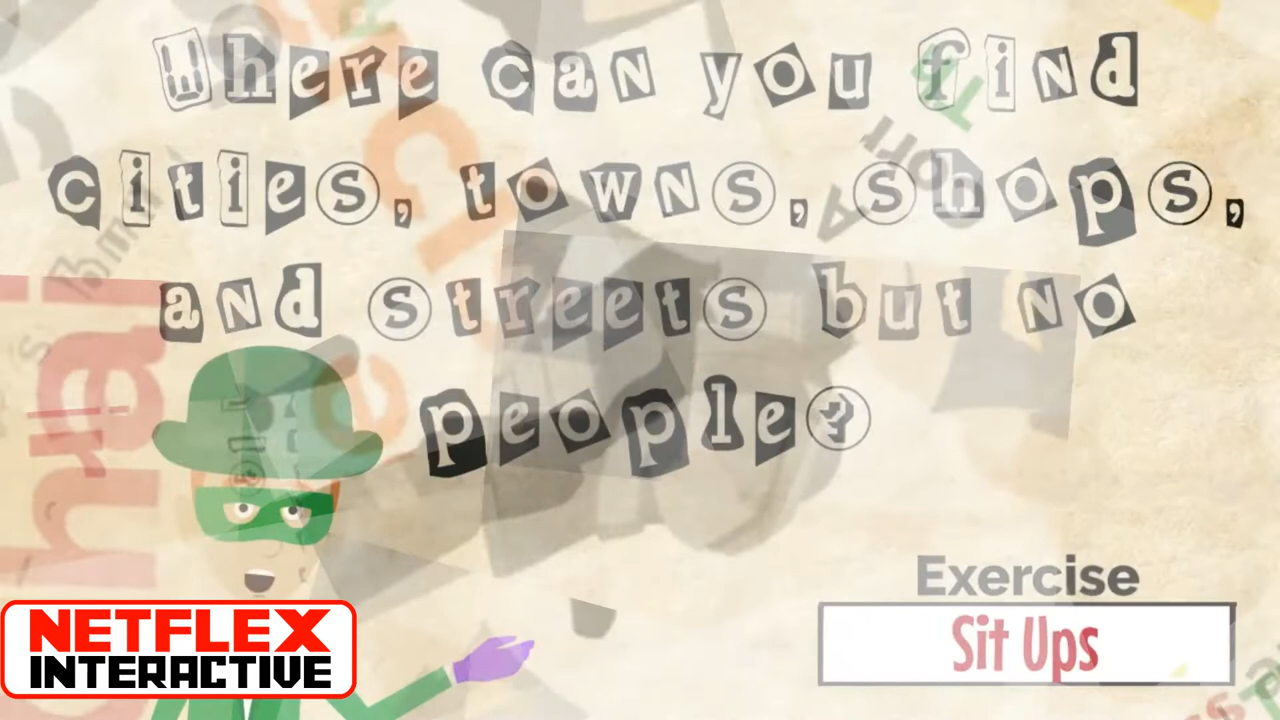 Where can you find
cities, towns, shops,
and streets but no
people?
Exercise
Sit Ups
NETFLEX
INTERACTIVE